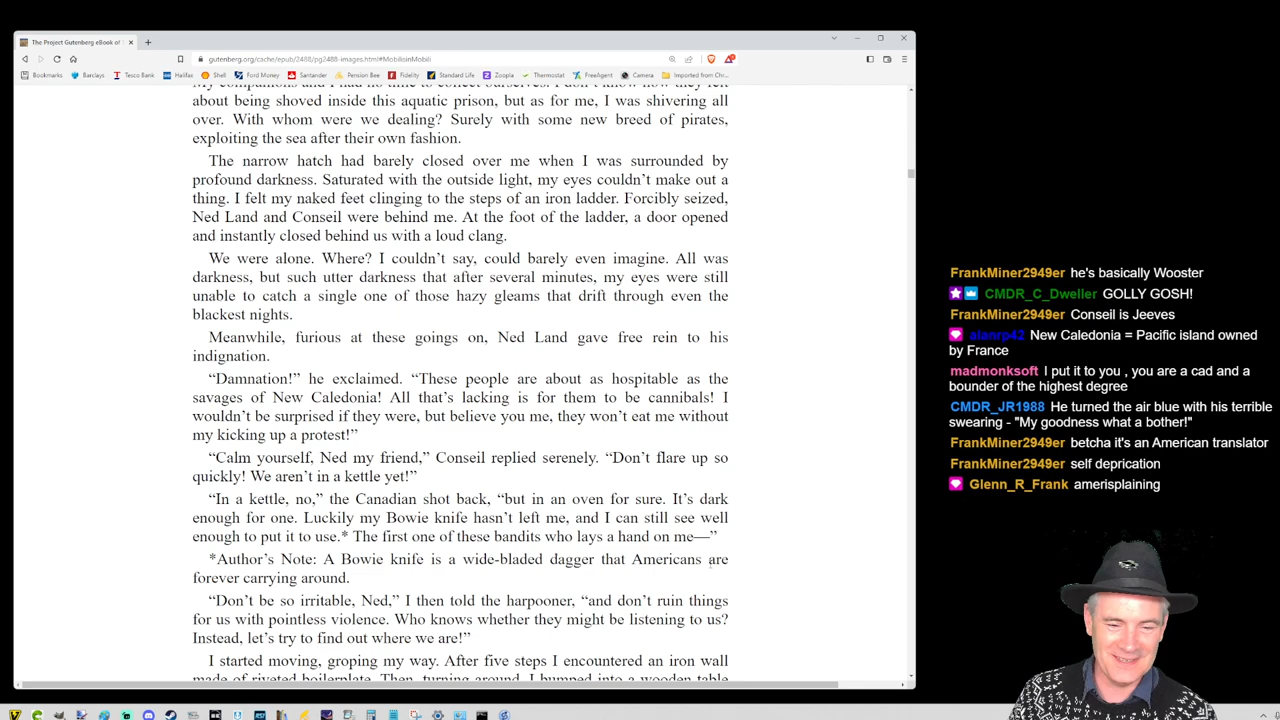 The Project Gutenberg eBook of
gutenberg.org/cache/epub/2488/pg2488-images.html#MobilisinMobili
Bookmarks Barclays Tesco Bank Halifax Shell Ford Money Santander Pension Bee Fidelity Standard Life Zoopla Thermostat FreeAgent Camera Imported from Chr...
about being shoved inside this aquatic prison, but as for me, I was shivering all
over. With whom were we dealing? Surely with some new breed of pirates,
exploiting the sea after their own fashion.
The narrow hatch had barely closed over me when I was surrounded by
profound darkness. Saturated with the outside light, my eyes couldn’t make out a
thing. I felt my naked feet clinging to the steps of an iron ladder. Forcibly seized,
Ned Land and Conseil were behind me. At the foot of the ladder, a door opened
and instantly closed behind us with a loud clang.
We were alone. Where? I couldn’t say, could barely even imagine. All was
darkness, but such utter darkness that after several minutes, my eyes were still
unable to catch a single one of those hazy gleams that drift through even the
blackest nights.
Meanwhile, furious at these goings on, Ned Land gave free rein to his
indignation.
“Damnation!” he exclaimed. “These people are about as hospitable as the
savages of New Caledonia! All that’s lacking is for them to be cannibals! I
wouldn’t be surprised if they were, but believe you me, they won’t eat me without
my kicking up a protest!”
“Calm yourself, Ned my friend,” Conseil replied serenely. “Don’t flare up so
quickly! We aren’t in a kettle yet!”
“In a kettle, no,” the Canadian shot back, “but in an oven for sure. It’s dark
enough for one. Luckily my Bowie knife hasn’t left me, and I can still see well
enough to put it to use.* The first one of these bandits who lays a hand on me—”
*Author’s Note: A Bowie knife is a wide-bladed dagger that Americans are
forever carrying around.
“Don’t be so irritable, Ned,” I then told the harpooner, “and don’t ruin things
for us with pointless violence. Who knows whether they might be listening to us?
Instead, let’s try to find out where we are!”
I started moving, groping my way. After five steps I encountered an iron wall
made of riveted boilerplate. Then, turning around, I bumped into a wooden table
FrankMiner2949er he's basically Wooster
CMDR_C_Dweller GOLLY GOSH!
FrankMiner2949er Conseil is Jeeves
alanrp42 New Caledonia = Pacific island owned
by France
madmonksoft I put it to you , you are a cad and a
bounder of the highest degree
CMDR_JR1988 He turned the air blue with his terrible
swearing - "My goodness what a bother!"
FrankMiner2949er betcha it's an American translator
FrankMiner2949er self deprication
Glenn_R_Frank amerisplaining